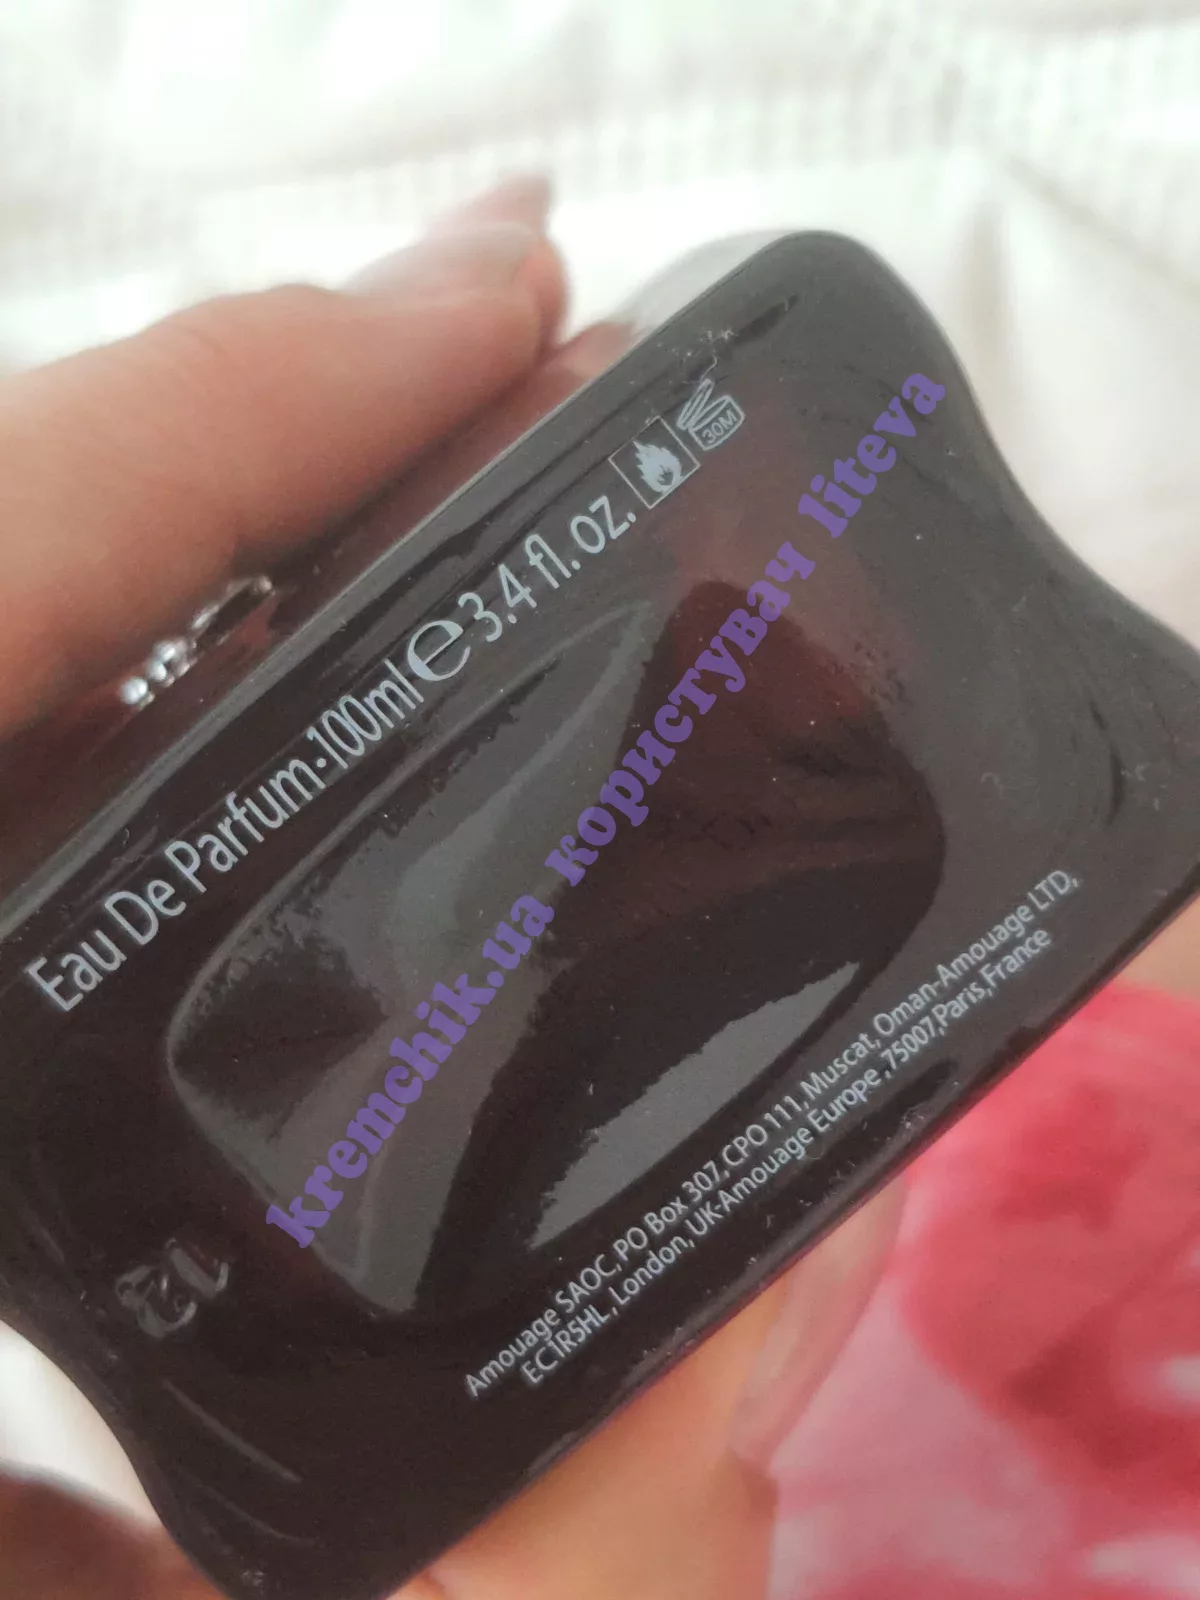 30M
Eau De Parfum·100ml e 3.4 fl. oz.
kremchik.ua користувач liteva
Amouage SAOC, PO Box 307, CPO 111, Muscat, Oman-Amouage LTD,
EC1R5HL, London, UK-Amouage Europe, 75007,Paris,France